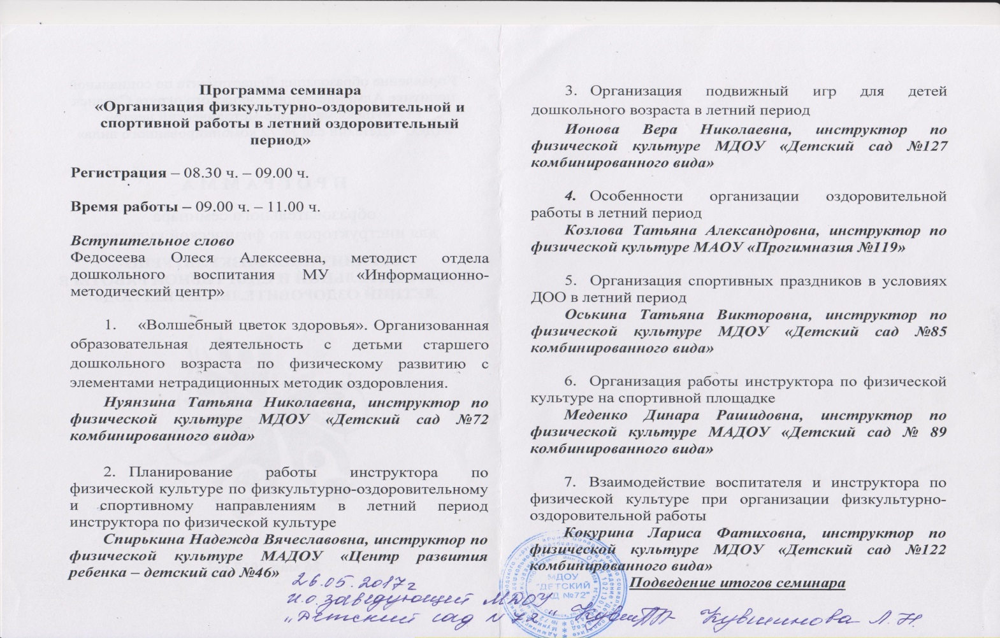 Программа семинара
«Организация физкультурно-оздоровительной и
спортивной работы в летний оздоровительный
период»
Регистрация – 08.30 ч. – 09.00 ч.
Время работы – 09.00 ч. – 11.00 ч.
Вступительное слово
Федосеева Олеся Алексеевна, методист отдела
дошкольного воспитания МУ «Информационно-
методический центр»
1. «Волшебный цветок здоровья». Организованная
образовательная деятельность с детьми старшего
дошкольного возраста по физическому развитию с
элементами нетрадиционных методик оздоровления.
Нуянзина Татьяна Николаевна, инструктор по
физической культуре МДОУ «Детский сад №72
комбинированного вида»
2. Планирование работы инструктора по
физической культуре по физкультурно-оздоровительному
и спортивному направлениям в летний период
инструктора по физической культуре
Спирькина Надежда Вячеславовна, инструктор по
физической культуре МАДОУ «Центр развития
ребенка – детский сад №46»
3. Организация подвижный игр для детей
дошкольного возраста в летний период
Ионова Вера Николаевна, инструктор по
физической культуре МДОУ «Детский сад №127
комбинированного вида»
4. Особенности организации оздоровительной
работы в летний период
Козлова Татьяна Александровна, инструктор по
физической культуре МАОУ «Прогимназия №119»
5. Организация спортивных праздников в условиях
ДОО в летний период
Оськина Татьяна Викторовна, инструктор по
физической культуре МДОУ «Детский сад №85
комбинированного вида»
6. Организация работы инструктора по физической
культуре на спортивной площадке
Меденко Динара Рашидовна, инструктор по
физической культуре МАДОУ «Детский сад № 89
комбинированного вида»
7. Взаимодействие воспитателя и инструктора по
физической культуре при организации физкультурно-
оздоровительной работы
Кокурина Лариса Фатиховна, инструктор по
физической культуре МДОУ «Детский сад №122
комбинированного вида»
Подведение итогов семинара
26.05.2017г
И.о. заведующий МДОУ
„Детский сад №72" Кувшинова Л.Н.
МДОУ
"ДЕТСКИЙ
САД №72"